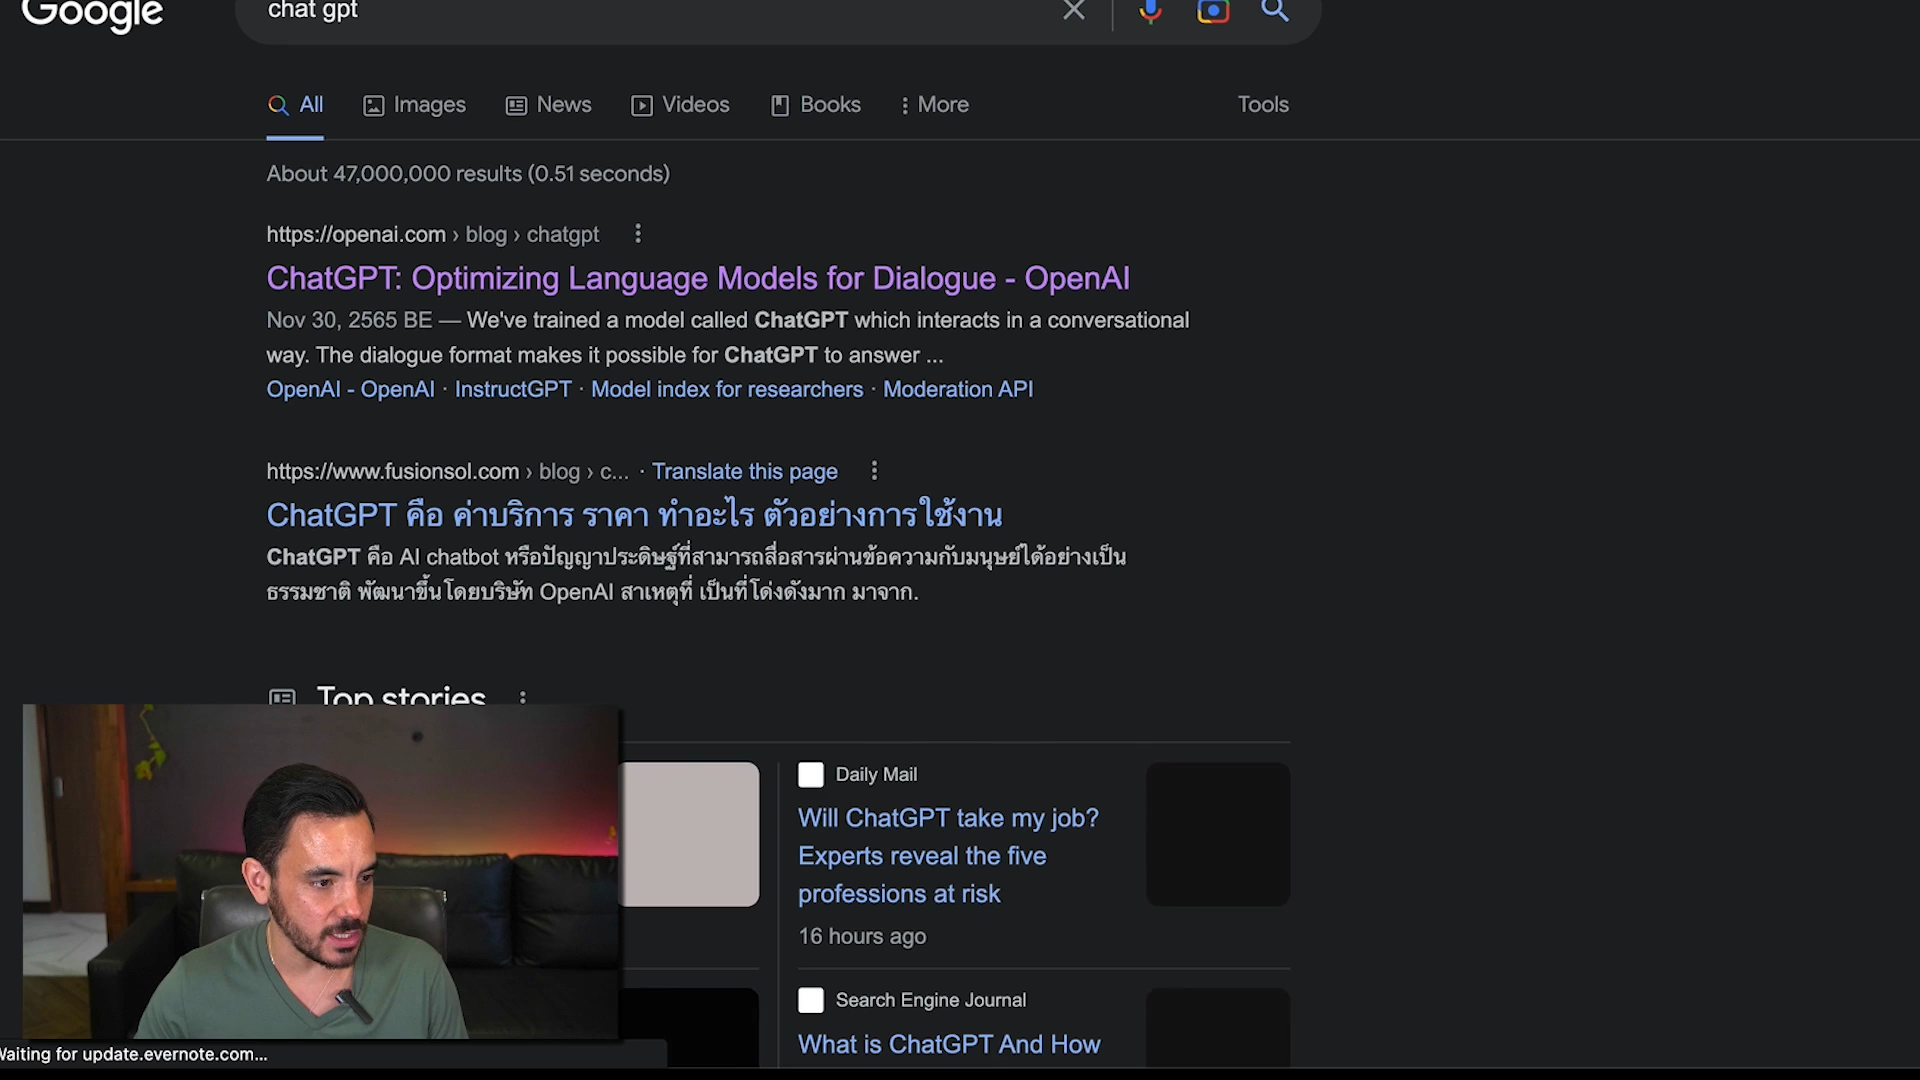 Google
chat gpt
All Images News Videos Books More Tools
About 47,000,000 results (0.51 seconds)
https://openai.com › blog › chatgpt
ChatGPT: Optimizing Language Models for Dialogue - OpenAI
Nov 30, 2565 BE — We've trained a model called ChatGPT which interacts in a conversational
way. The dialogue format makes it possible for ChatGPT to answer ...
OpenAI - OpenAI · InstructGPT · Model index for researchers · Moderation API
https://www.fusionsol.com › blog › c... · Translate this page
ChatGPT คือ ค่าบริการ ราคา ทําอะไร ตัวอย่างการใช้งาน
ChatGPT คือ AI chatbot หรือปัญญาประดิษฐ์ที่สามารถสื่อสารผ่านข้อความกับมนุษย์ได้อย่างเป็น
ธรรมชาติ พัฒนาขึ้นโดยบริษัท OpenAI สาเหตุที่ เป็นที่โด่งดังมาก มาจาก.
Top stories
Daily Mail
Will ChatGPT take my job?
Experts reveal the five
professions at risk
16 hours ago
Search Engine Journal
What is ChatGPT And How
Waiting for update.evernote.com...